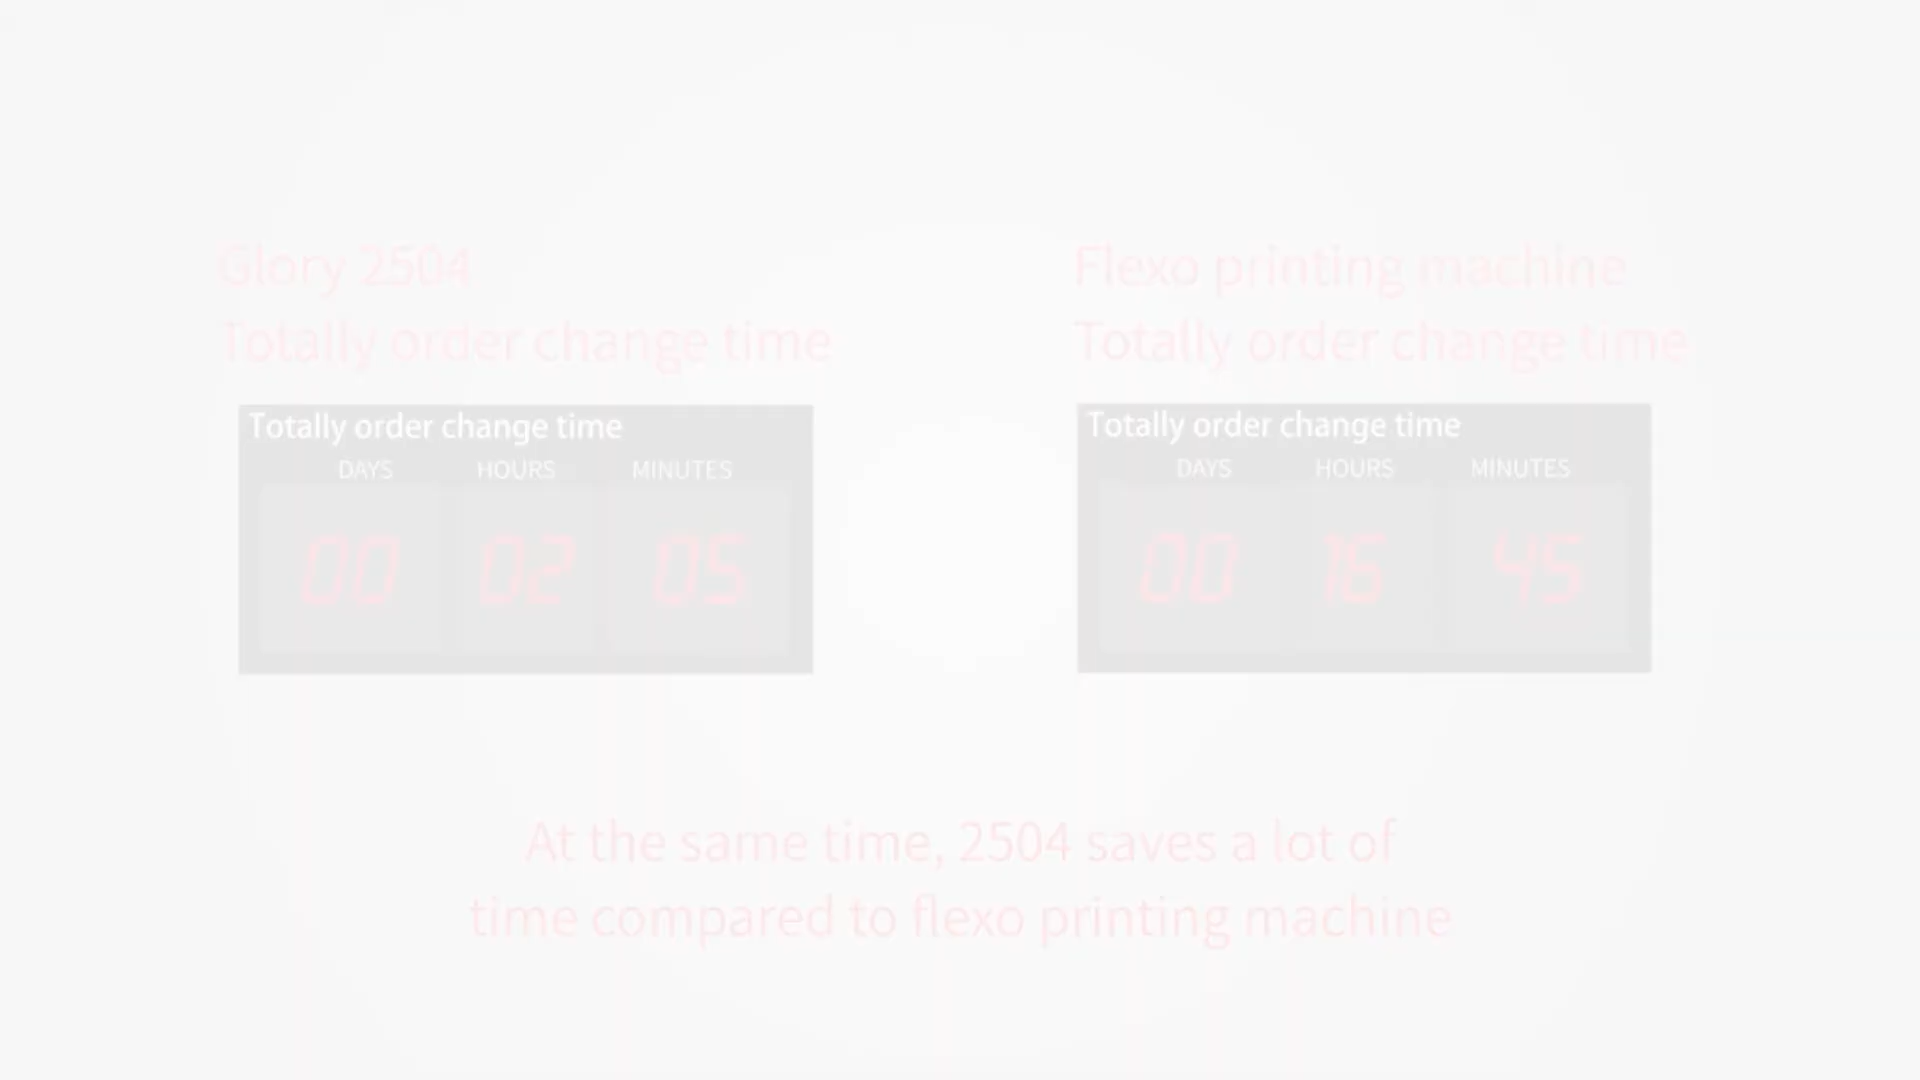 Glory 2504
Totally order change time
Totally order change time
DAYS HOURS MINUTES
00 02 05
Flexo printing machine
Totally order change time
Totally order change time
DAYS HOURS MINUTES
00 16 45
At the same time, 2504 saves a lot of
time compared to flexo printing machine